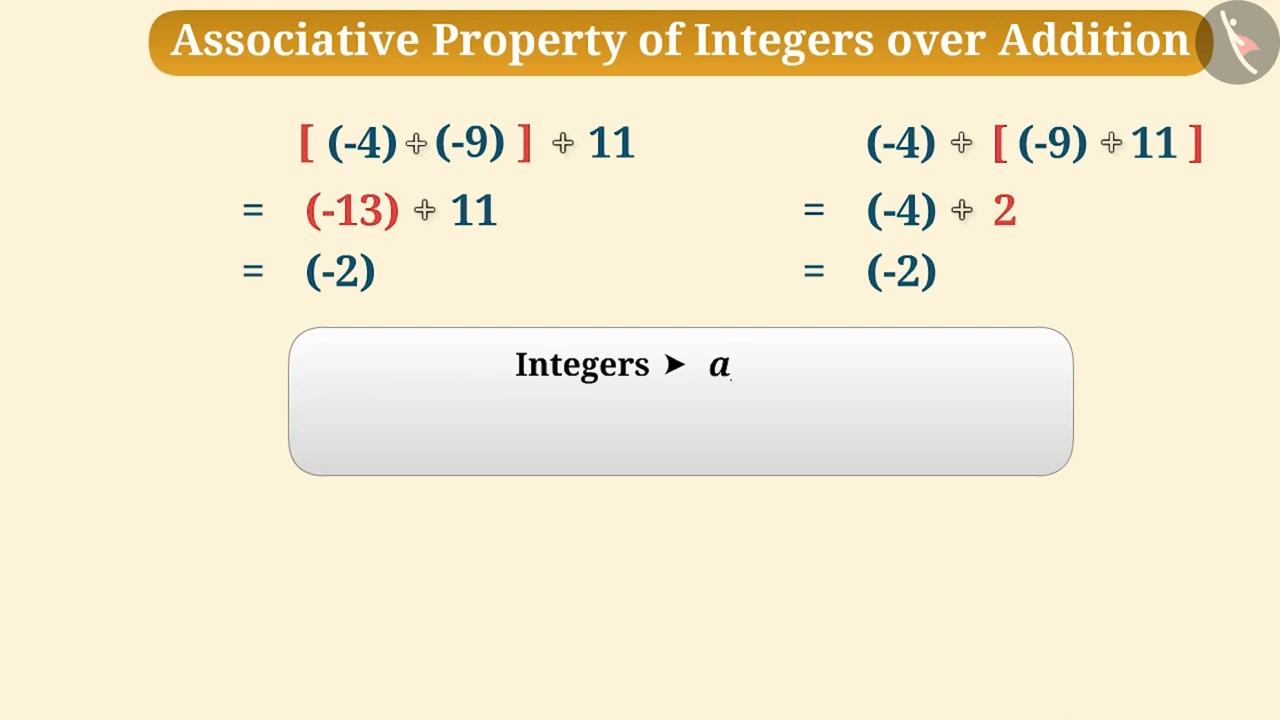 Associative Property of Integers over Addition
[ (-4) + (-9) ] + 11
= (-13) + 11
= (-2)
(-4) + [ (-9) + 11 ]
= (-4) + 2
= (-2)
Integers ➤ a